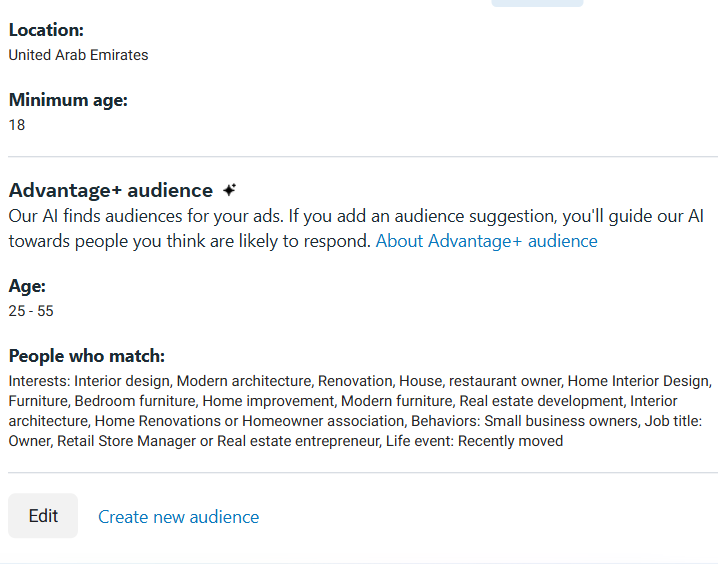 Location:
United Arab Emirates
Minimum age:
18
Advantage+ audience
Our AI finds audiences for your ads. If you add an audience suggestion, you'll guide our AI
towards people you think are likely to respond. About Advantage+ audience
Age:
25 - 55
People who match:
Interests: Interior design, Modern architecture, Renovation, House, restaurant owner, Home Interior Design,
Furniture, Bedroom furniture, Home improvement, Modern furniture, Real estate development, Interior
architecture, Home Renovations or Homeowner association, Behaviors: Small business owners, Job title:
Owner, Retail Store Manager or Real estate entrepreneur, Life event: Recently moved
Edit
Create new audience